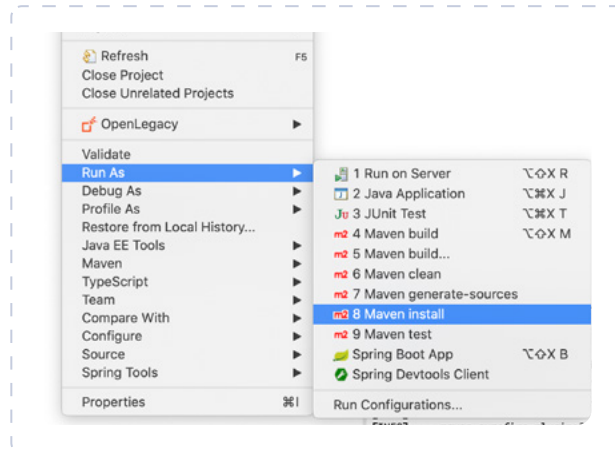 Refresh F5
Close Project
Close Unrelated Projects
OpenLegacy
Validate
Run As
Debug As
Profile As
Restore from Local History...
Java EE Tools
Maven
TypeScript
Team
Compare With
Configure
Source
Spring Tools
Properties ⌘I
1 Run on Server ⌥⇧X R
2 Java Application ⌥⌘X J
Ju 3 JUnit Test ⌥⌘X T
m2 4 Maven build ⌥⇧X M
m2 5 Maven build...
m2 6 Maven clean
m2 7 Maven generate-sources
m2 8 Maven install
m2 9 Maven test
Spring Boot App ⌥⇧X B
Spring Devtools Client
Run Configurations...